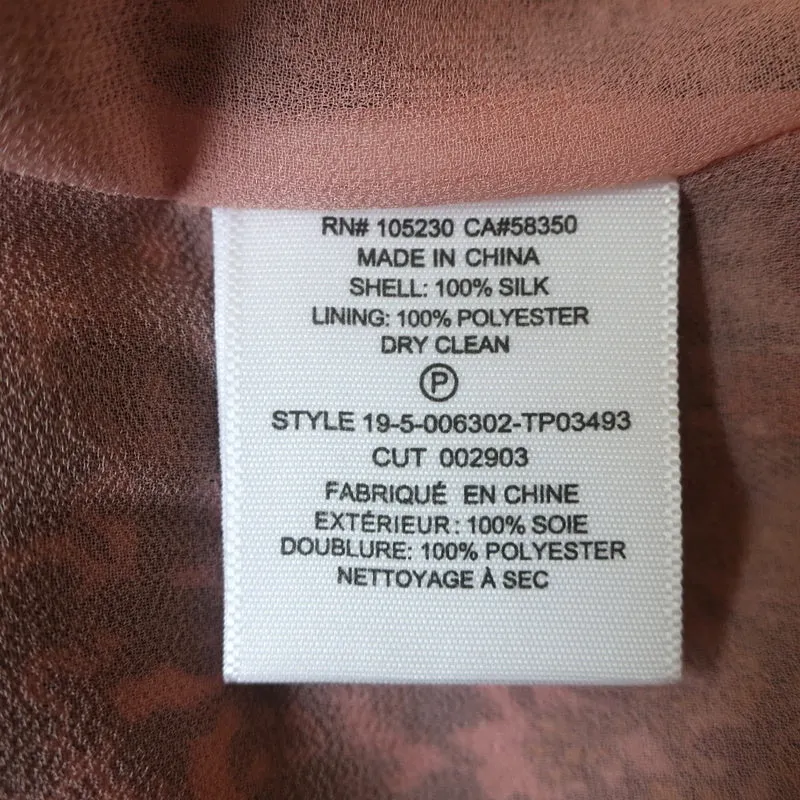 RN# 105230 CA#58350
MADE IN CHINA
SHELL: 100% SILK
LINING: 100% POLYESTER
DRY CLEAN
P
STYLE 19-5-006302-TP03493
CUT 002903
FABRIQUÉ EN CHINE
EXTÉRIEUR: 100% SOIE
DOUBLURE: 100% POLYESTER
NETTOYAGE À SEC